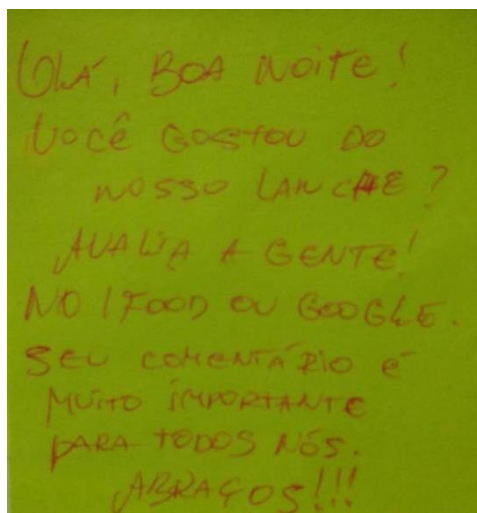 OLÁ, BOA NOITE!
VOCÊ GOSTOU DO
NOSSO LANCHE?
AVALIA A GENTE!
NO IFOOD OU GOOGLE.
SEU COMENTÁRIO É
MUITO IMPORTANTE
PARA TODOS NÓS.
ABRAÇOS!!!